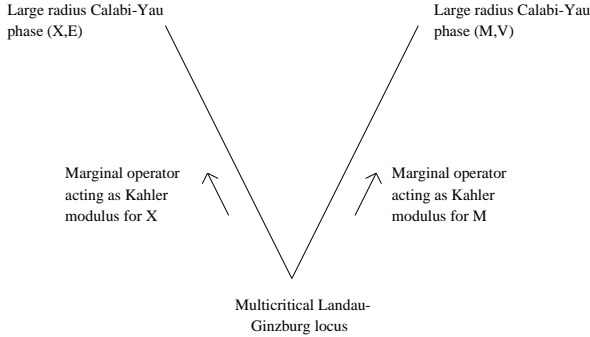 Large radius Calabi-Yau
phase (X,E)
Large radius Calabi-Yau
phase (M,V)
Marginal operator
acting as Kahler
modulus for X
Marginal operator
acting as Kahler
modulus for M
Multicritical Landau-
Ginzburg locus